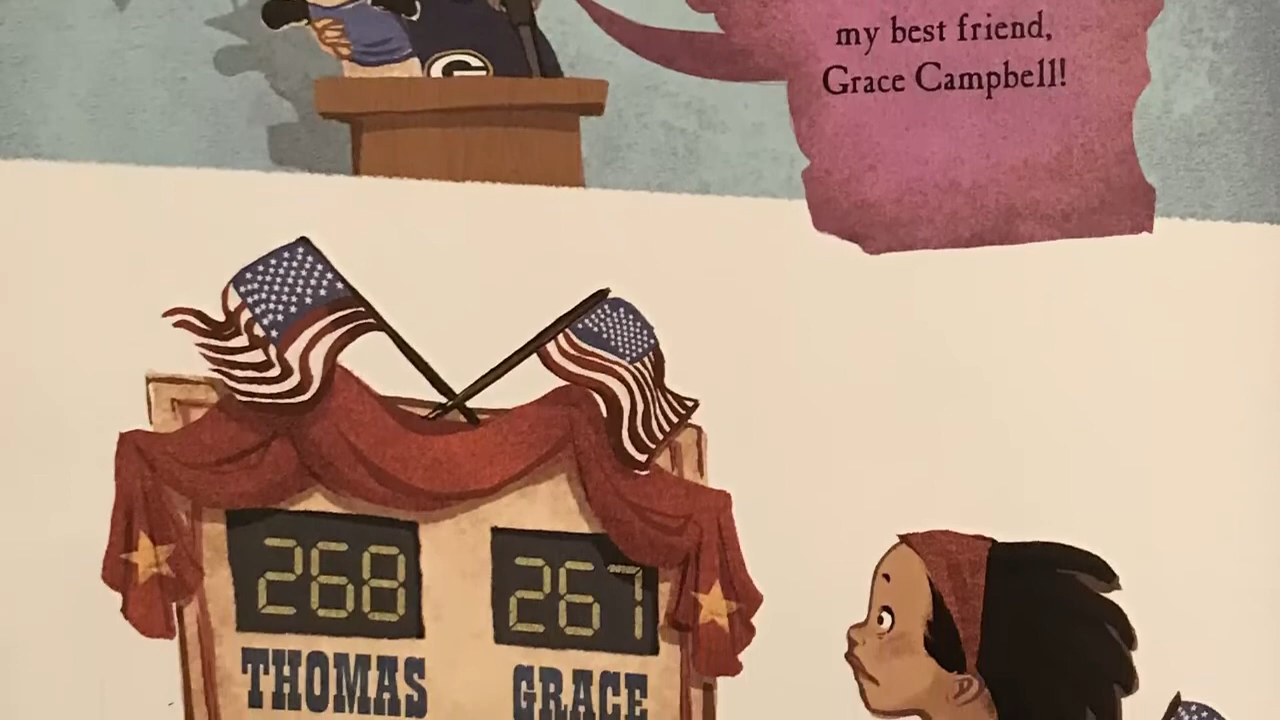 my best friend,
Grace Campbell!
G
268 267
THOMAS GRACE